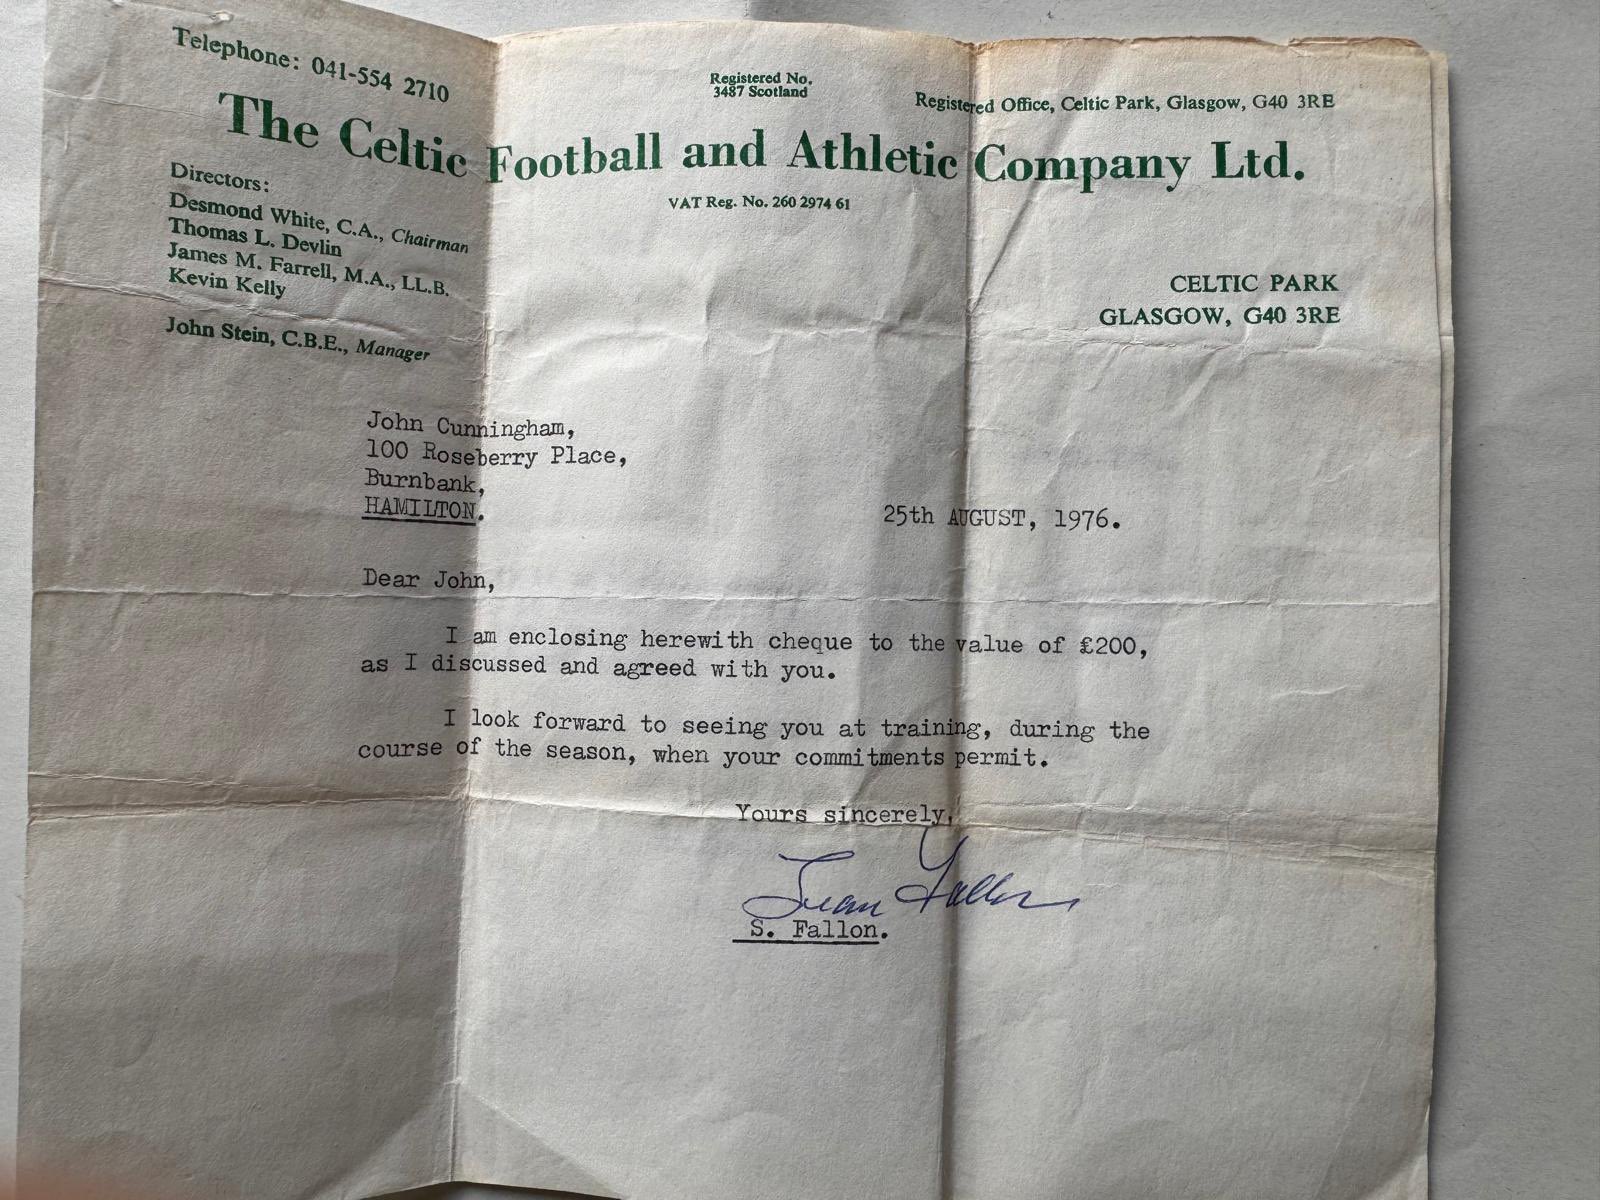 Telephone: 041-554 2710
Registered No.
3487 Scotland
Registered Office, Celtic Park, Glasgow, G40 3RE
The Celtic Football and Athletic Company Ltd.
VAT Reg. No. 260 2974 61
Directors:
Desmond White, C.A., Chairman
Thomas L. Devlin
James M. Farrell, M.A., LL.B.
Kevin Kelly
John Stein, C.B.E., Manager
CELTIC PARK
GLASGOW, G40 3RE
John Cunningham,
100 Roseberry Place,
Burnbank,
HAMILTON.
25th AUGUST, 1976.
Dear John,
I am enclosing herewith cheque to the value of £200,
as I discussed and agreed with you.
I look forward to seeing you at training, during the
course of the season, when your commitments permit.
Yours sincerely,
Sean Fallon
S. Fallon.